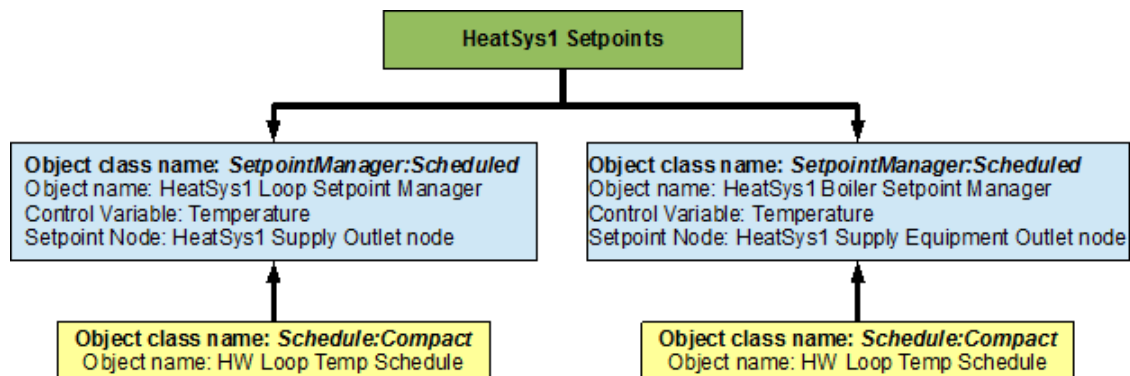 HeatSys1 Setpoints
Object class name: SetpointManager:Scheduled
Object name: HeatSys1 Loop Setpoint Manager
Control Variable: Temperature
Setpoint Node: HeatSys1 Supply Outlet node
Object class name: SetpointManager:Scheduled
Object name: HeatSys1 Boiler Setpoint Manager
Control Variable: Temperature
Setpoint Node: HeatSys1 Supply Equipment Outlet node
Object class name: Schedule:Compact
Object name: HW Loop Temp Schedule
Object class name: Schedule:Compact
Object name: HW Loop Temp Schedule